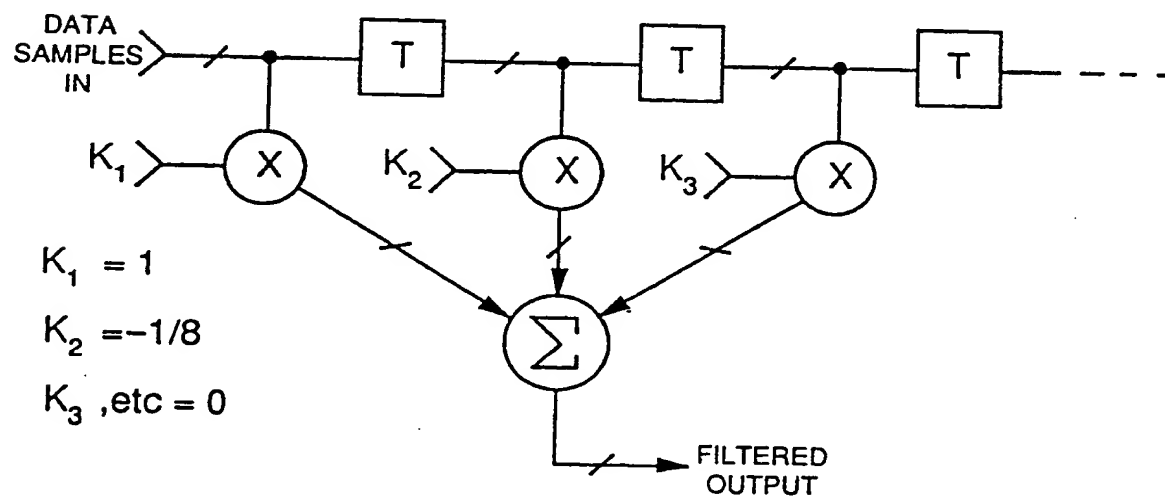 DATA
SAMPLES
IN
T
T
T
K₁
X
K₂
X
K₃
X
K₁ = 1
K₂ =–1/8
K₃ ,etc = 0
Σ
FILTERED
OUTPUT